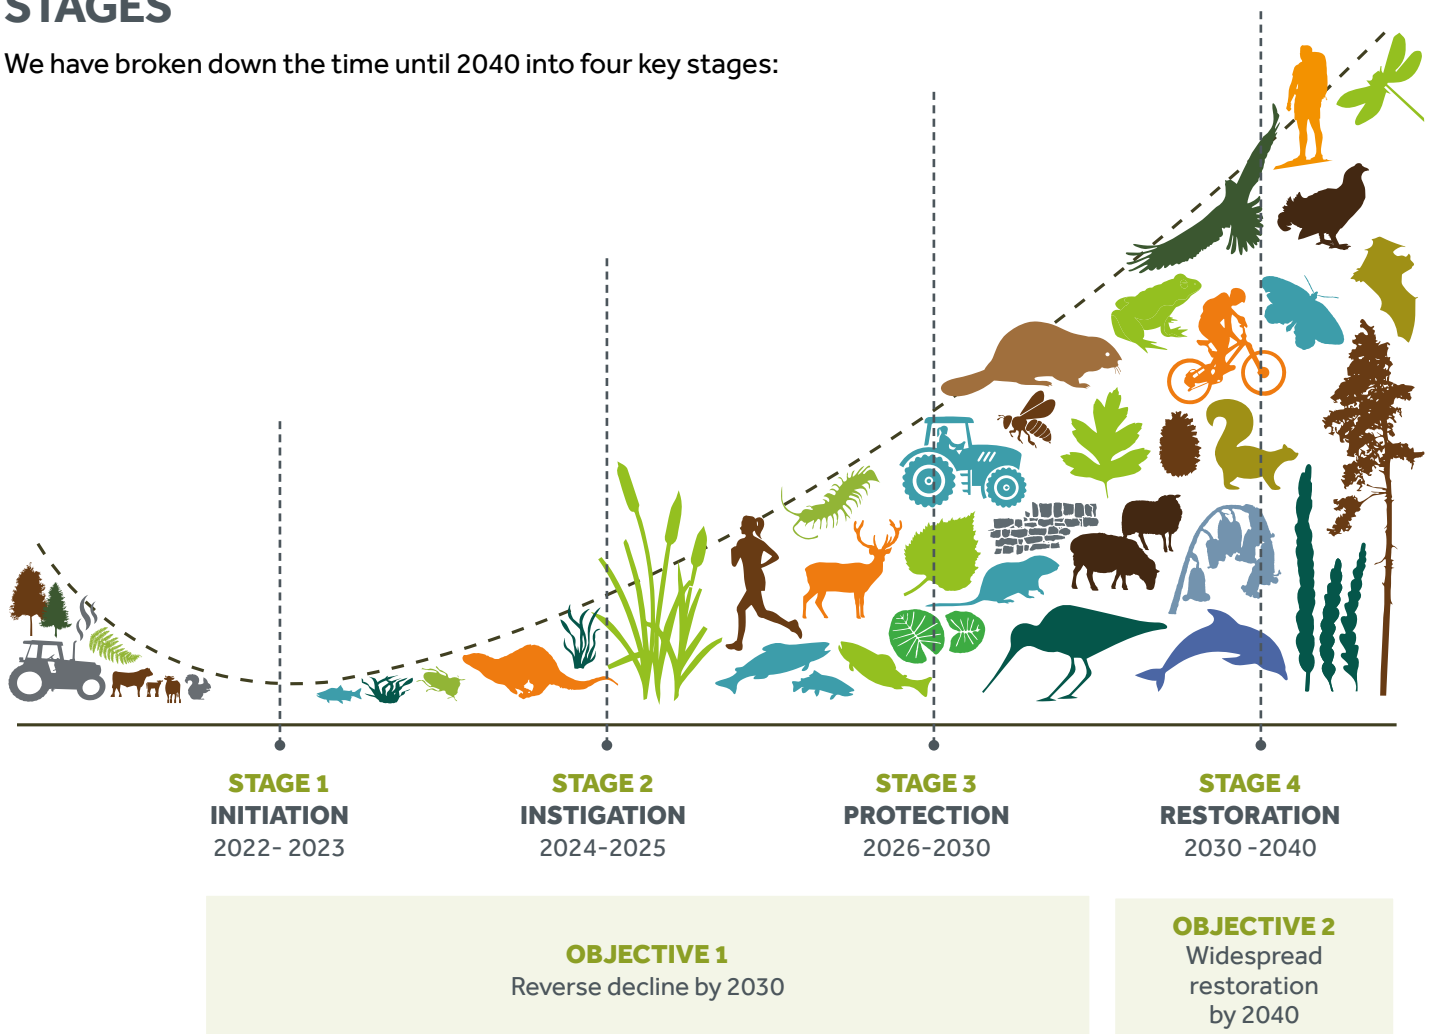 STAGES
We have broken down the time until 2040 into four key stages:
STAGE 1
INITIATION
2022- 2023
STAGE 2
INSTIGATION
2024-2025
STAGE 3
PROTECTION
2026-2030
STAGE 4
RESTORATION
2030 -2040
OBJECTIVE 1
Reverse decline by 2030
OBJECTIVE 2
Widespread
restoration
by 2040